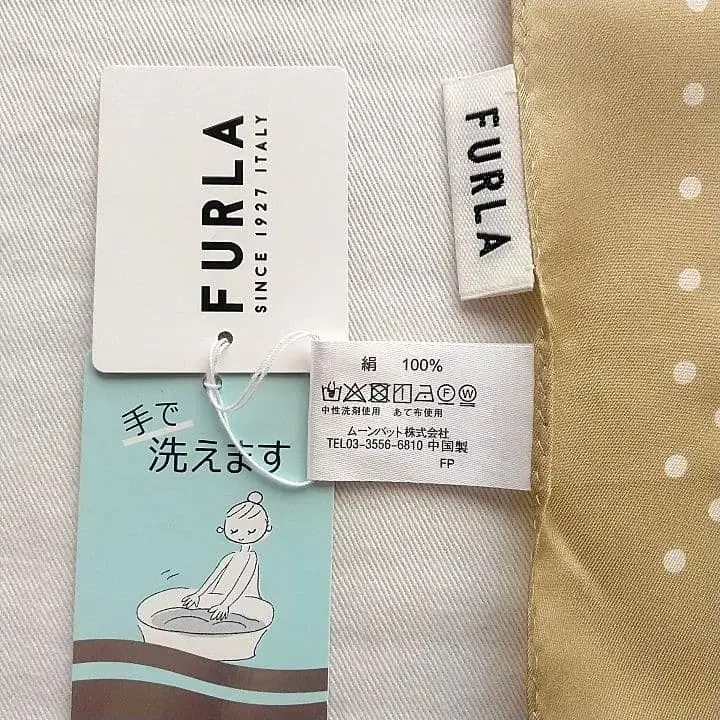 FURLA
SINCE 1927 ITALY
FURLA
絹 100%
中性洗剤使用 あて布使用
ムーンバット株式会社
TEL03-3556-6810 中国製
FP
手で
洗えます